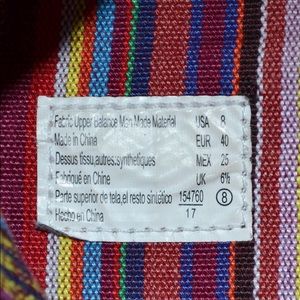 Fabric Upper Balance Man Made Material USA 8
Made in China EUR 40
Dessus tissu,autres:synthetiques MEX 25
Fabriqué en China UK 6½
Parte superior de tela,el resto sintético 154760 8
Hecho en China 17